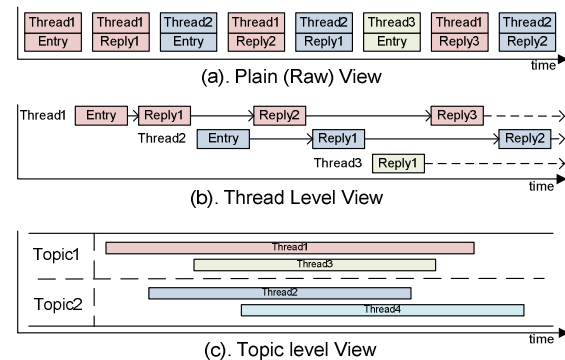 Thread1 Thread1 Thread2 Thread1 Thread2 Thread3 Thread1 Thread2
Entry Reply1 Entry Reply2 Reply1 Entry Reply3 Reply2
time
(a). Plain (Raw) View
Thread1 Entry Reply1 Reply2 Reply3
Thread2 Entry Reply1 Reply2
Thread3 Reply1
time
(b). Thread Level View
Topic1 Thread1
Thread3
Topic2 Thread2
Thread4
time
(c). Topic level View